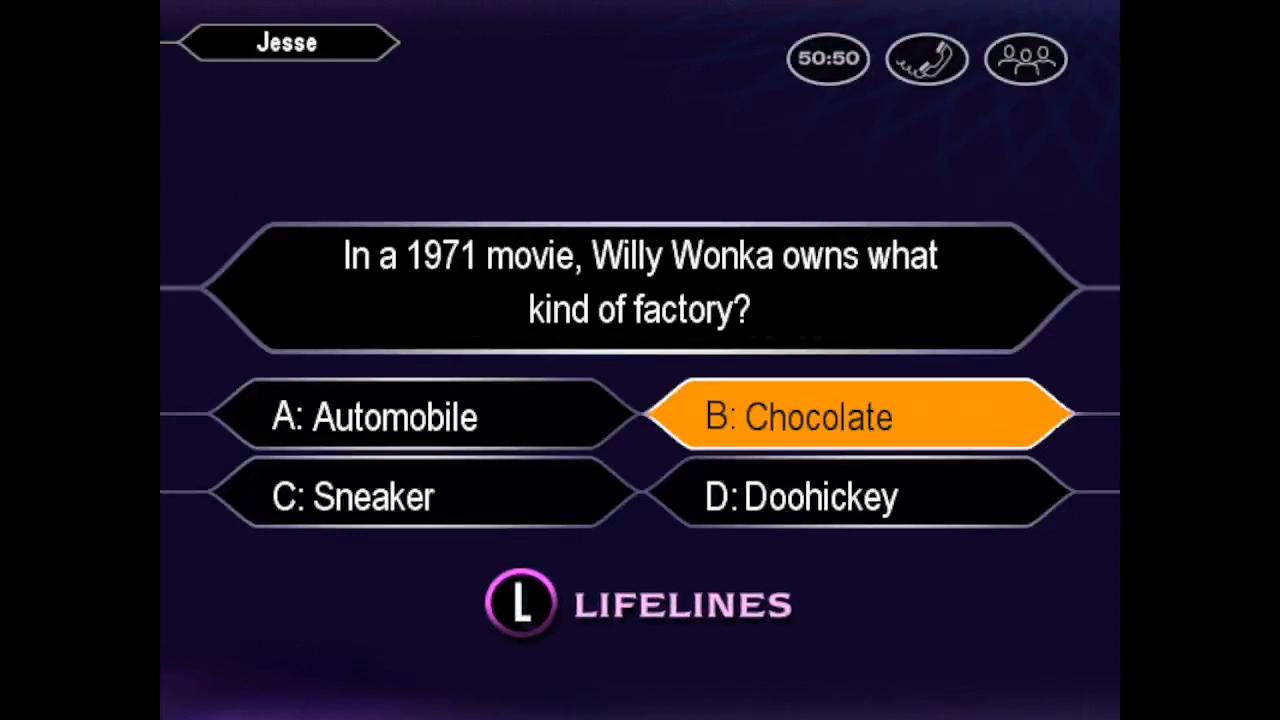 Jesse
50:50
In a 1971 movie, Willy Wonka owns what
kind of factory?
A: Automobile
B: Chocolate
C: Sneaker
D: Doohickey
L LIFELINES